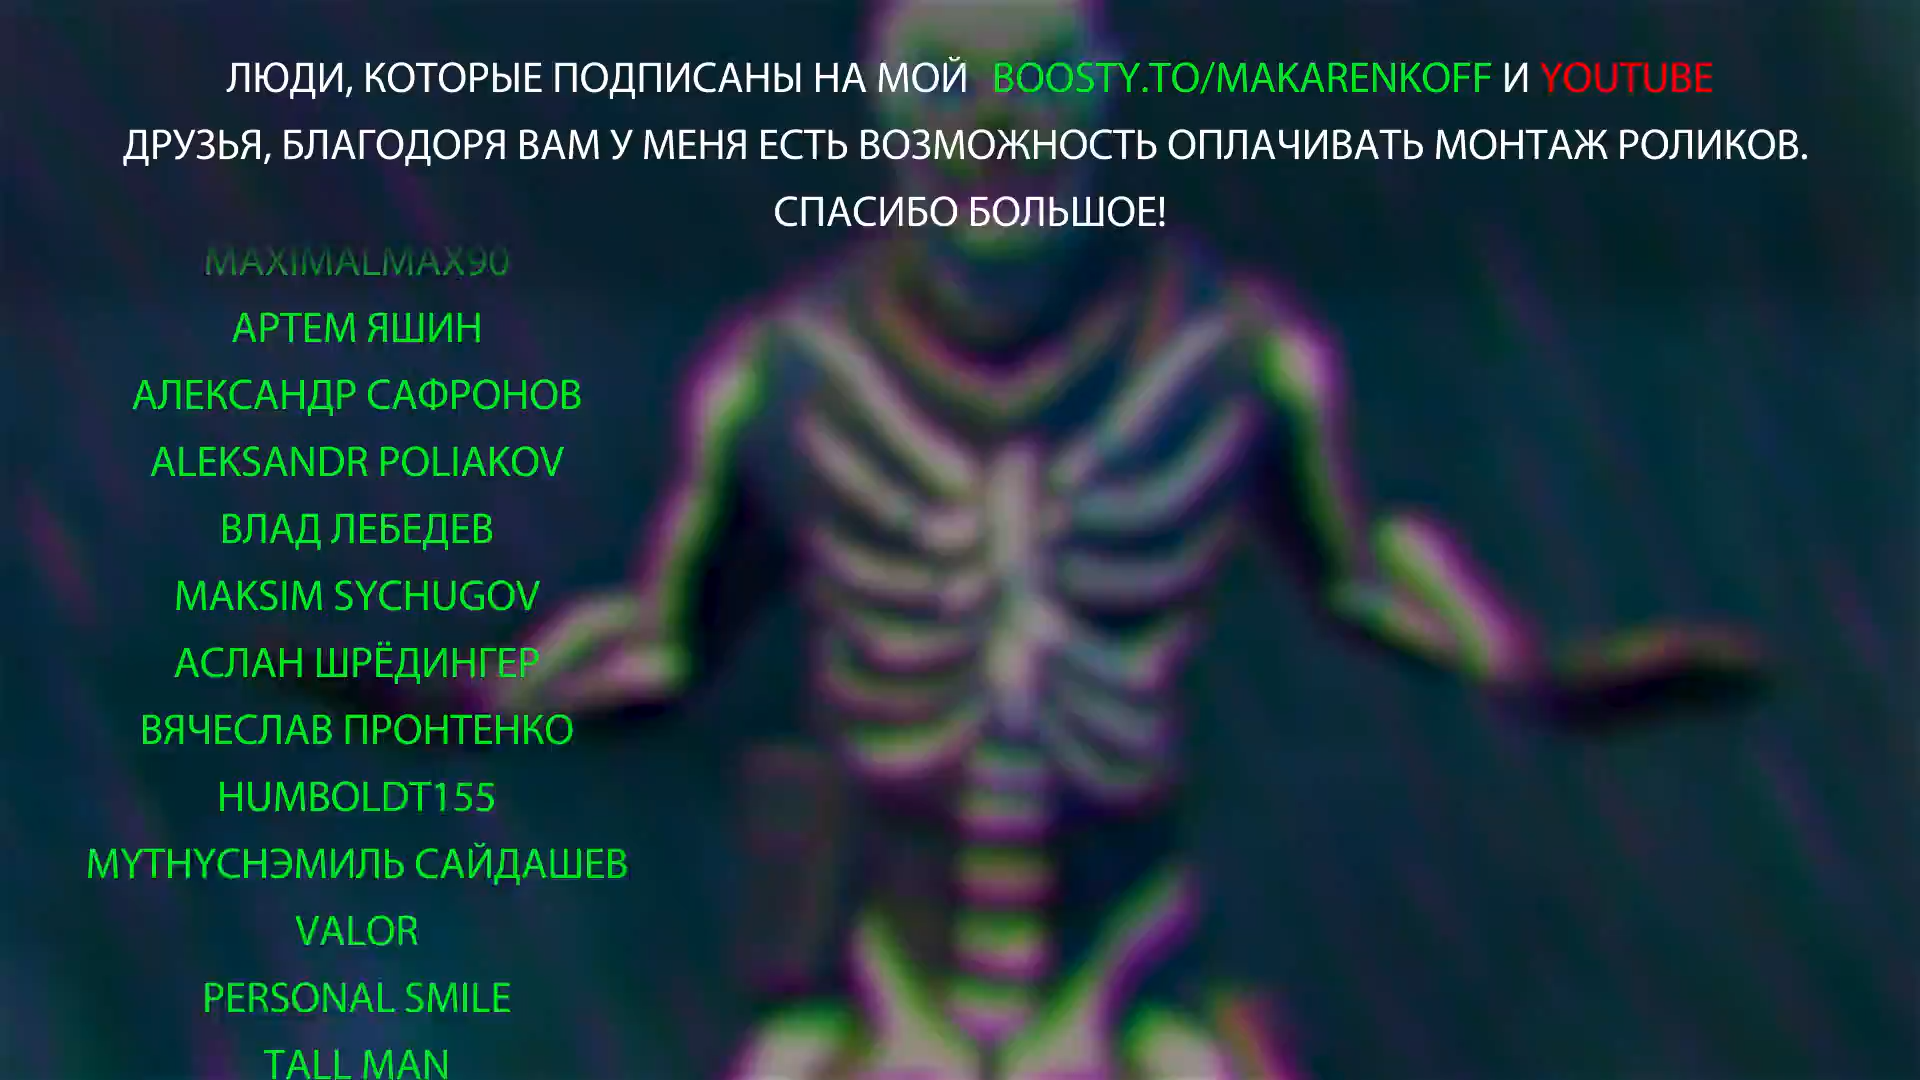 ЛЮДИ, КОТОРЫЕ ПОДПИСАНЫ НА МОЙ BOOSTY.TO/MAKARENKOFF И YOUTUBE
ДРУЗЬЯ, БЛАГОДОРЯ ВАМ У МЕНЯ ЕСТЬ ВОЗМОЖНОСТЬ ОПЛАЧИВАТЬ МОНТАЖ РОЛИКОВ.
СПАСИБО БОЛЬШОЕ!
MAXIMALMAX90
АРТЕМ ЯШИН
АЛЕКСАНДР САФРОНОВ
ALEKSANDR POLIAKOV
ВЛАД ЛЕБЕДЕВ
MAKSIM SYCHUGOV
АСЛАН ШРЁДИНГЕР
ВЯЧЕСЛАВ ПРОНТЕНКО
HUMBOLDT155
MYTHYCHЭМИЛЬ САЙДАШЕВ
VALOR
PERSONAL SMILE
TALL MAN